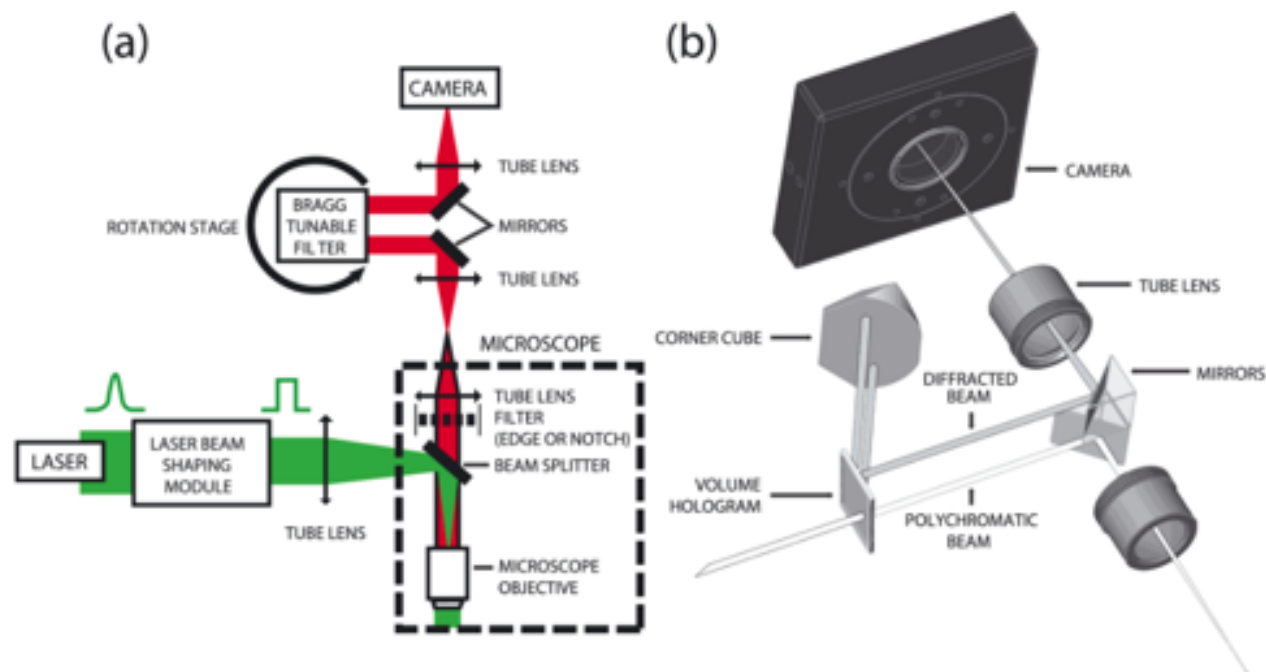 (a)
CAMERA
TUBE LENS
BRAGG
TUNABLE
FILTER
ROTATION STAGE
MIRRORS
TUBE LENS
MICROSCOPE
TUBE LENS
FILTER
(EDGE OR NOTCH)
BEAM SPLITTER
LASER
LASER BEAM
SHAPING
MODULE
TUBE LENS
MICROSCOPE
OBJECTIVE
(b)
CAMERA
TUBE LENS
CORNER CUBE
MIRRORS
DIFFRACTED
BEAM
VOLUME
HOLOGRAM
POLYCHROMATIC
BEAM